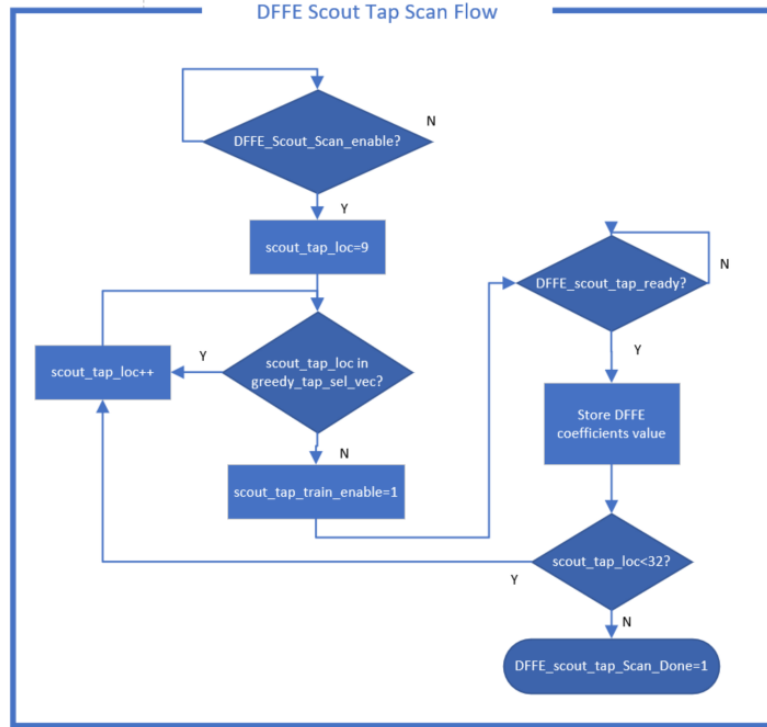 DFFE Scout Tap Scan Flow
DFFE_Scout_Scan_enable?
N
Y
scout_tap_loc=9
DFFE_scout_tap_ready?
N
Y
scout_tap_loc++
Y
scout_tap_loc in
greedy_tap_sel_vec?
N
scout_tap_train_enable=1
Store DFFE
coefficients value
scout_tap_loc<32?
Y
N
DFFE_scout_tap_Scan_Done=1